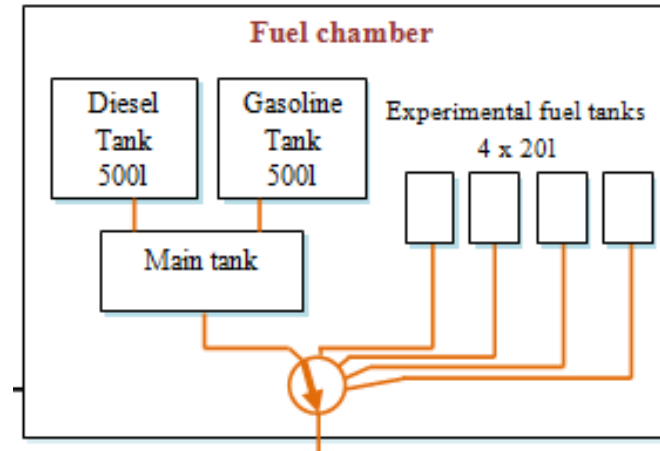 Fuel chamber
Diesel
Tank
500l
Gasoline
Tank
500l
Experimental fuel tanks
4 x 20l
Main tank